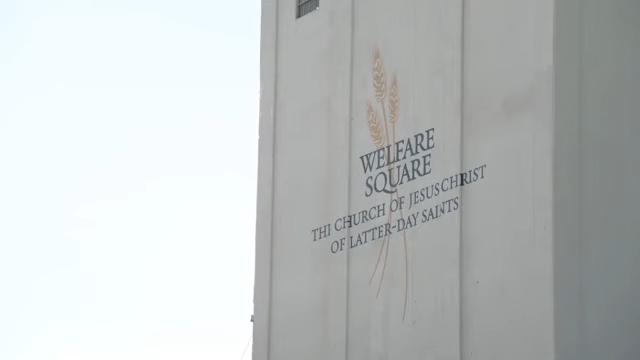 WELFARE
SQUARE
THI CHURCH OF JESUS CHRIST
OF LATTER-DAY SAINTS